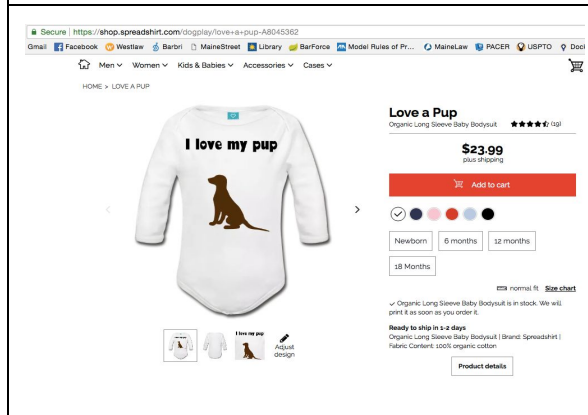 Secure | https://shop.spreadshirt.com/dogplay/love+a+pup-A8045362
Gmail Facebook Westlaw Barbri MaineStreet Library BarForce Model Rules of Pr... MaineLaw PACER USPTO
Men Women Kids & Babies Accessories Cases
HOME > LOVE A PUP
I love my pup
Love a Pup
Organic Long Sleeve Baby Bodysuit (19)
$23.99
plus shipping
Add to cart
Newborn 6 months 12 months
18 Months
normal fit Size chart
✓ Organic Long Sleeve Baby Bodysuit is in stock. We will
print it as soon as you order it.
Ready to ship in 1-2 days
Organic Long Sleeve Baby Bodysuit | Brand: Spreadshirt |
Fabric Content: 100% organic cotton
Product details
I love my pup
Adjust
design